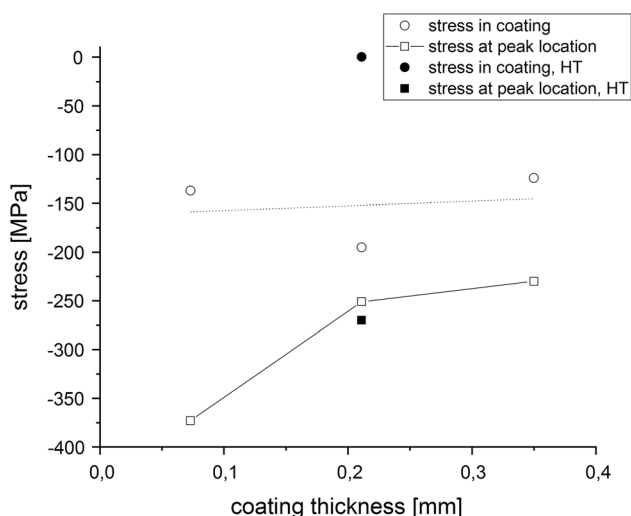 stress in coating
stress at peak location
stress in coating, HT
stress at peak location, HT
0
-50
-100
-150
-200
-250
-300
-350
-400
stress [MPa]
0,0 0,1 0,2 0,3 0,4
coating thickness [mm]